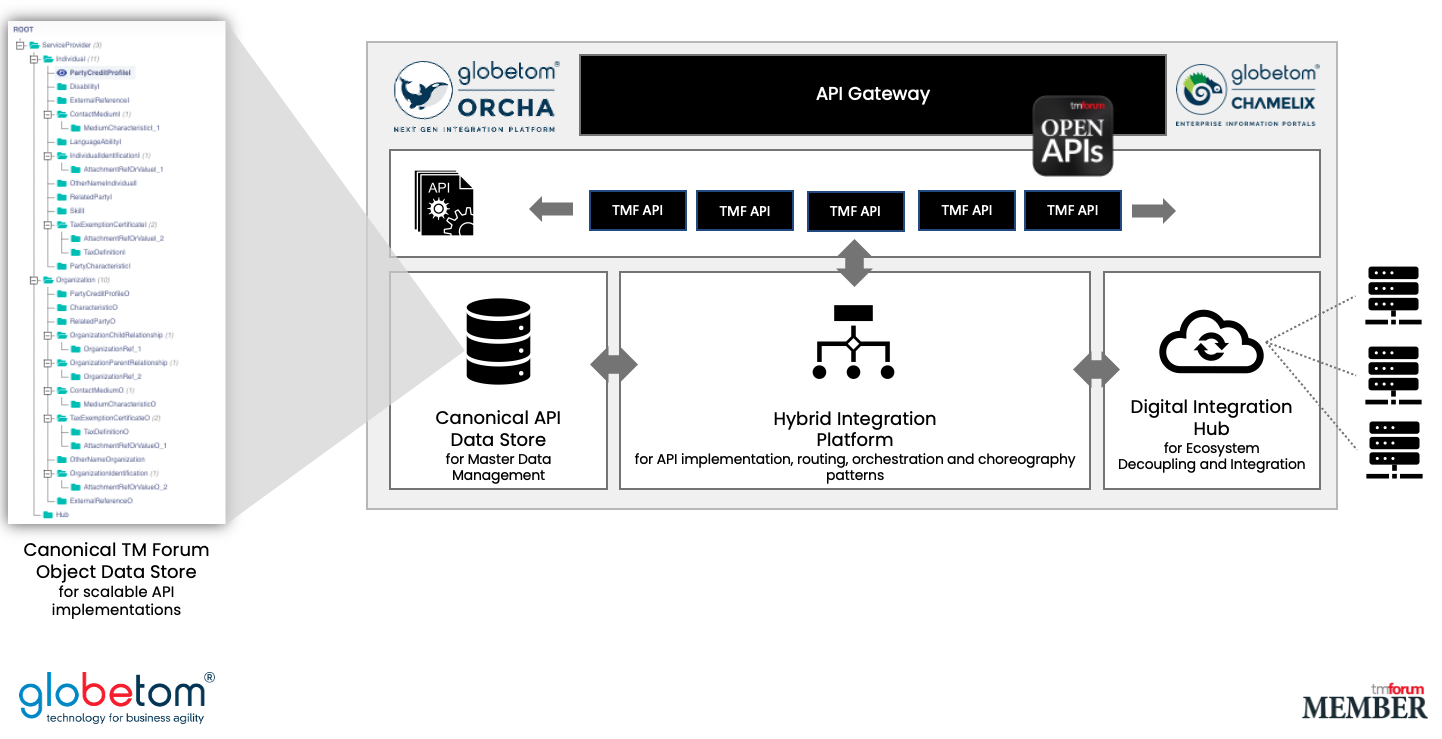 ROOT
ServiceProvider (3)
Individual (11)
PartyCreditProfileI
DisabilityI
ExternalReferenceI
ContactMediumI (1)
MediumCharacteristicI_1
LanguageAbilityI
IndividualIdentificationI (1)
AttachmentRefOrValueI_1
OtherNameIndividualI
RelatedPartyI
SkillI
TaxExemptionCertificateI (2)
AttachmentRefOrValueI_2
TaxDefinitionI
PartyCharacteristicI
Organization (10)
PartyCreditProfileO
CharacteristicO
RelatedPartyO
OrganizationChildRelationship (1)
OrganizationRef_1
OrganizationParentRelationship (1)
OrganizationRef_2
ContactMediumO (1)
MediumCharacteristicO
TaxExemptionCertificateO (2)
TaxDefinitionO
AttachmentRefOrValueO_1
OtherNameOrganization
OrganizationIdentification (1)
AttachmentRefOrValueO_2
ExternalReferenceO
Hub
Canonical TM Forum
Object Data Store
for scalable API
implementations
globetom®
ORCHA
NEXT GEN INTEGRATION PLATFORM
API Gateway
globetom®
CHAMELIX
ENTERPRISE INFORMATION PORTALS
tmforum
OPEN
APIs
API
TMF API
TMF API
TMF API
TMF API
TMF API
Canonical API
Data Store
for Master Data
Management
Hybrid Integration
Platform
for API implementation, routing, orchestration and choreography
patterns
Digital Integration
Hub
for Ecosystem
Decoupling and Integration
globetom®
technology for business agility
tmforum
MEMBER